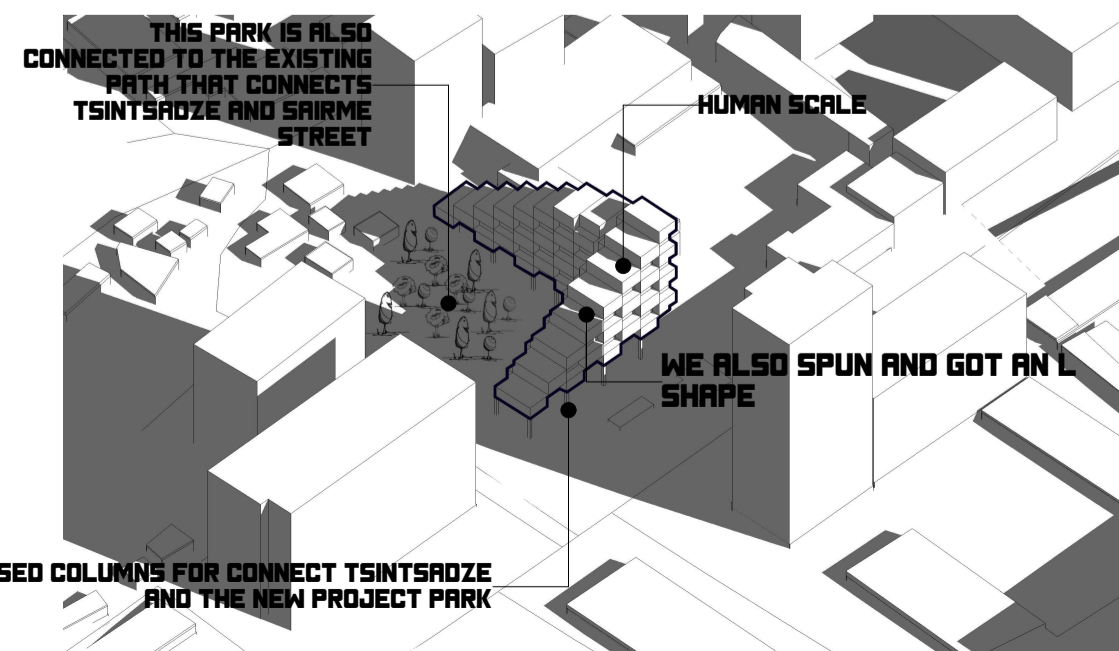 THIS PARK IS ALSO
CONNECTED TO THE EXISTING
PATH THAT CONNECTS
TSINTSADZE AND SAIRME
STREET
HUMAN SCALE
WE ALSO SPUN AND GOT AN L
SHAPE
COLUMNS FOR CONNECT TSINTSADZE
AND THE NEW PROJECT PARK